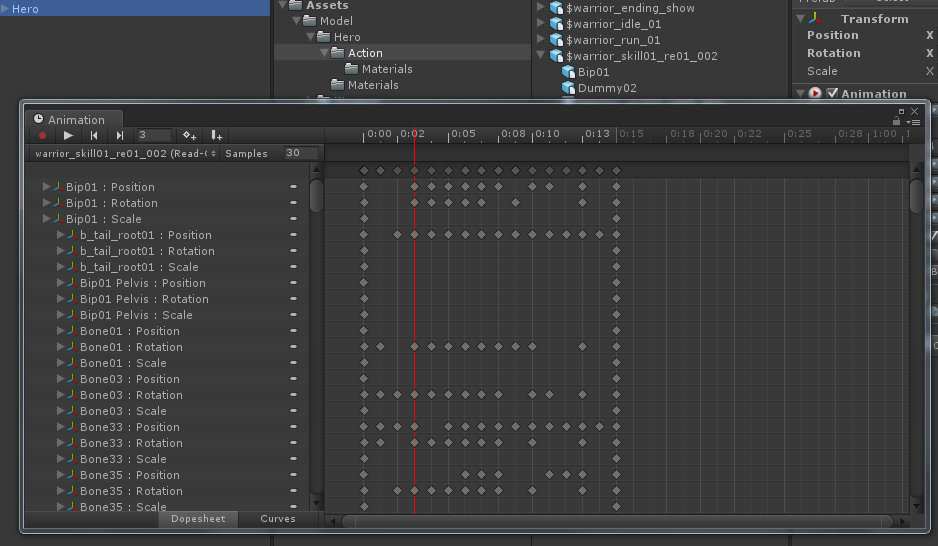 Hero
Assets
Model
Hero
Action
Materials
Materials
$warrior_ending_show
$warrior_idle_01
$warrior_run_01
$warrior_skill01_re01_002
Bip01
Dummy02
Transform
Position X
Rotation X
Scale X
Animation
Animation
3
0:00 0:02 0:05 0:08 0:10 0:13 0:15 0:18 0:20 0:23 0:25 0:28 1:00
warrior_skill01_re01_002 (Read-
Samples 30
Bip01 : Position
Bip01 : Rotation
Bip01 : Scale
b_tail_root01 : Position
b_tail_root01 : Rotation
b_tail_root01 : Scale
Bip01 Pelvis : Position
Bip01 Pelvis : Rotation
Bip01 Pelvis : Scale
Bone01 : Position
Bone01 : Rotation
Bone01 : Scale
Bone03 : Position
Bone03 : Rotation
Bone03 : Scale
Bone33 : Position
Bone33 : Rotation
Bone33 : Scale
Bone35 : Position
Bone35 : Rotation
Bone35 : Scale
Dopesheet Curves